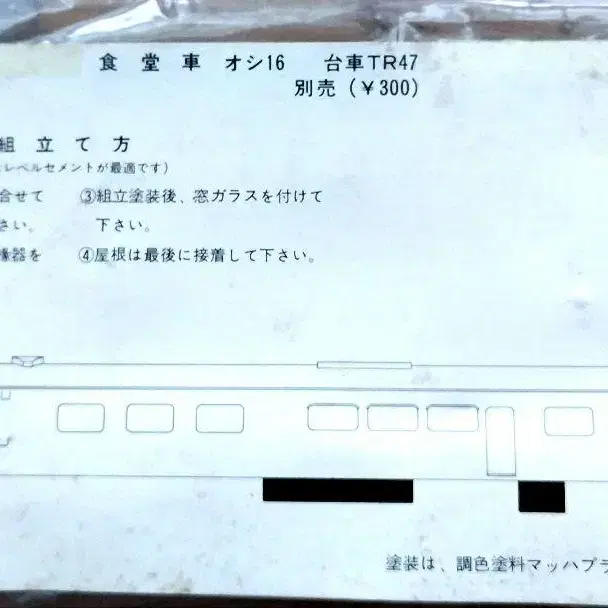 食堂車 オシ16 台車TR47
別売(￥300)
組立て方
レベルセメントが最適です)
合せて ③組立塗装後、窓ガラスを付けて
さい。 下さい。
機器を ④屋根は最後に接着して下さい。
塗装は、調色塗料マッハプラ